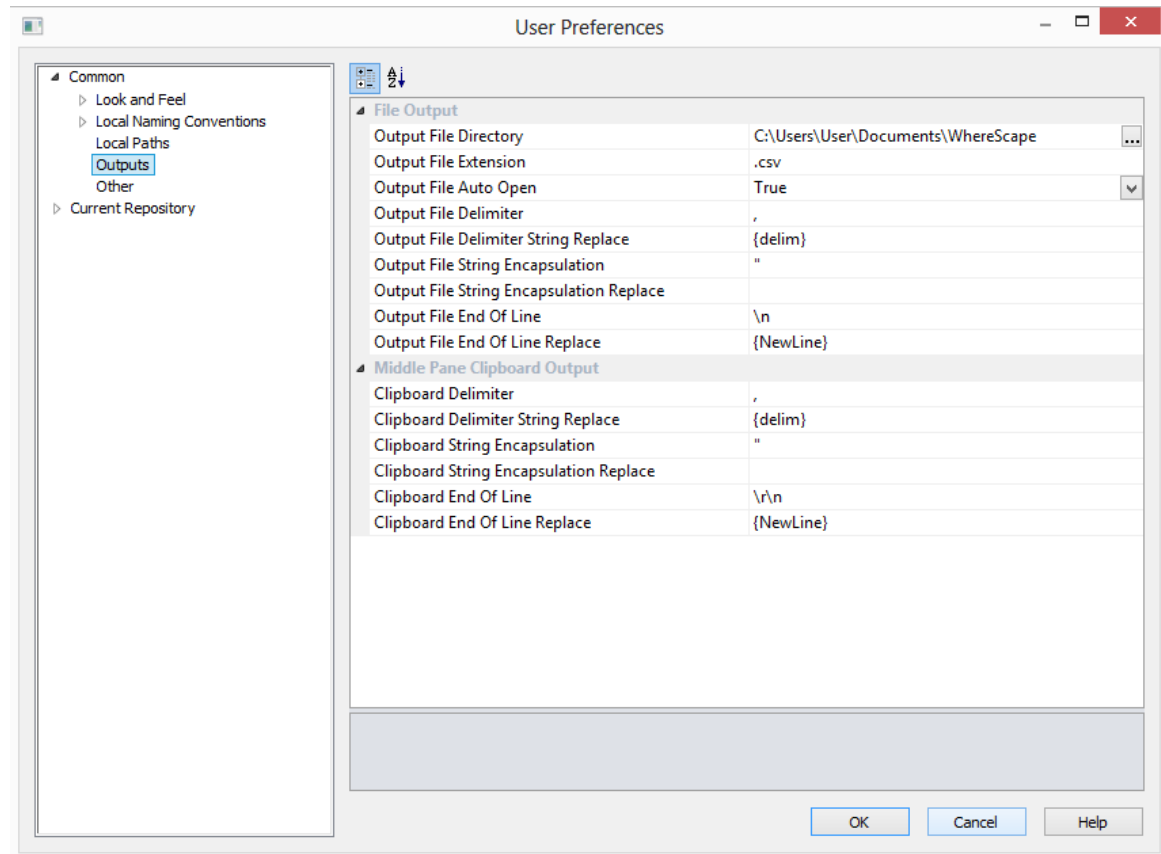 User Preferences
Common
Look and Feel
Local Naming Conventions
Local Paths
Outputs
Other
Current Repository
File Output
Output File Directory C:\Users\User\Documents\WhereScape ...
Output File Extension .csv
Output File Auto Open True
Output File Delimiter ,
Output File Delimiter String Replace {delim}
Output File String Encapsulation "
Output File String Encapsulation Replace
Output File End Of Line \n
Output File End Of Line Replace {NewLine}
Middle Pane Clipboard Output
Clipboard Delimiter ,
Clipboard Delimiter String Replace {delim}
Clipboard String Encapsulation "
Clipboard String Encapsulation Replace
Clipboard End Of Line \r\n
Clipboard End Of Line Replace {NewLine}
OK Cancel Help